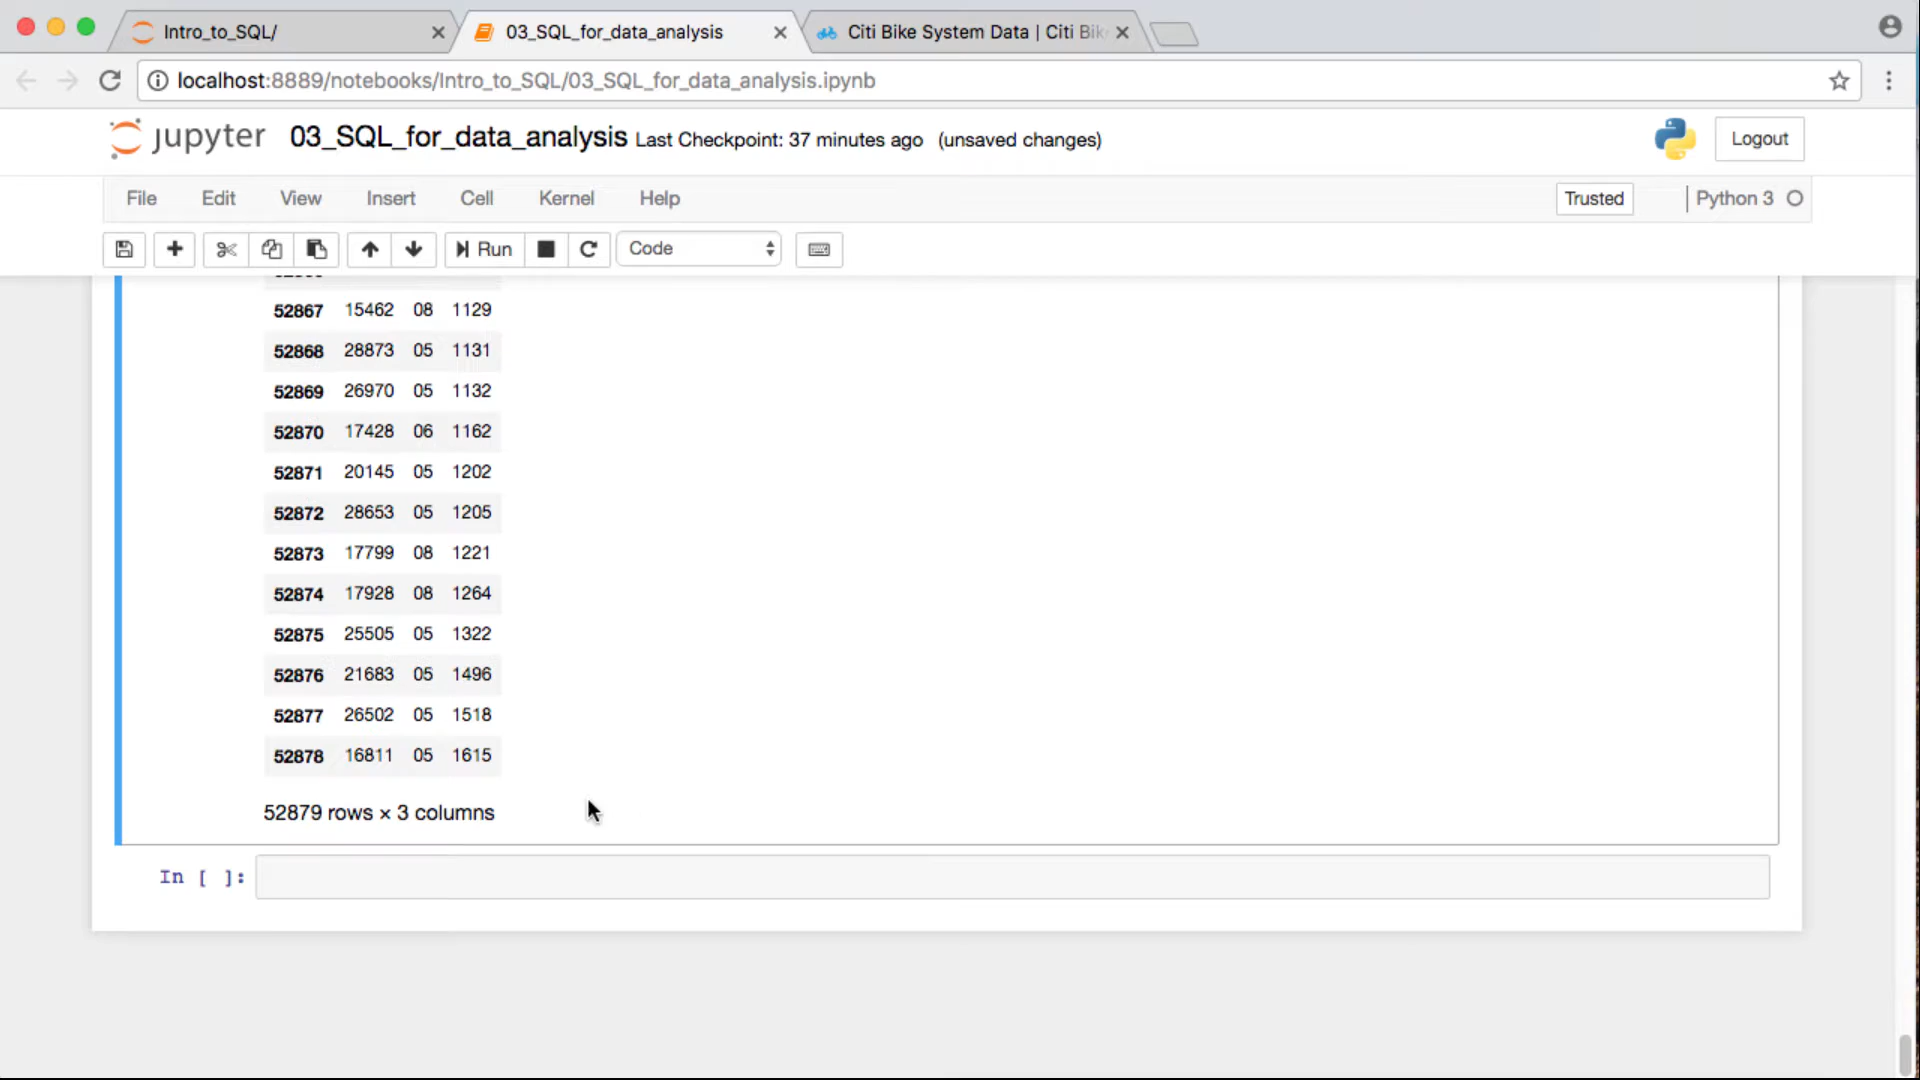 Intro_to_SQL/
03_SQL_for_data_analysis
Citi Bike System Data | Citi Bik
localhost:8889/notebooks/Intro_to_SQL/03_SQL_for_data_analysis.ipynb
jupyter 03_SQL_for_data_analysis Last Checkpoint: 37 minutes ago (unsaved changes)
Logout
File Edit View Insert Cell Kernel Help
Trusted
Python 3
Run
Code
52867 15462 08 1129
52868 28873 05 1131
52869 26970 05 1132
52870 17428 06 1162
52871 20145 05 1202
52872 28653 05 1205
52873 17799 08 1221
52874 17928 08 1264
52875 25505 05 1322
52876 21683 05 1496
52877 26502 05 1518
52878 16811 05 1615
52879 rows × 3 columns
In [ ]: